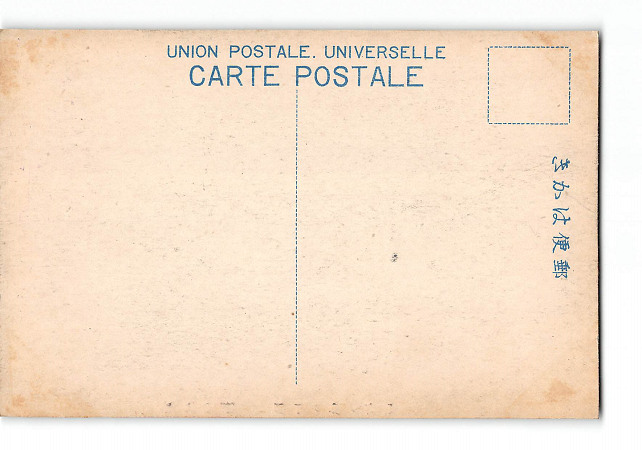 UNION POSTALE. UNIVERSELLE
CARTE POSTALE
郵便はかき